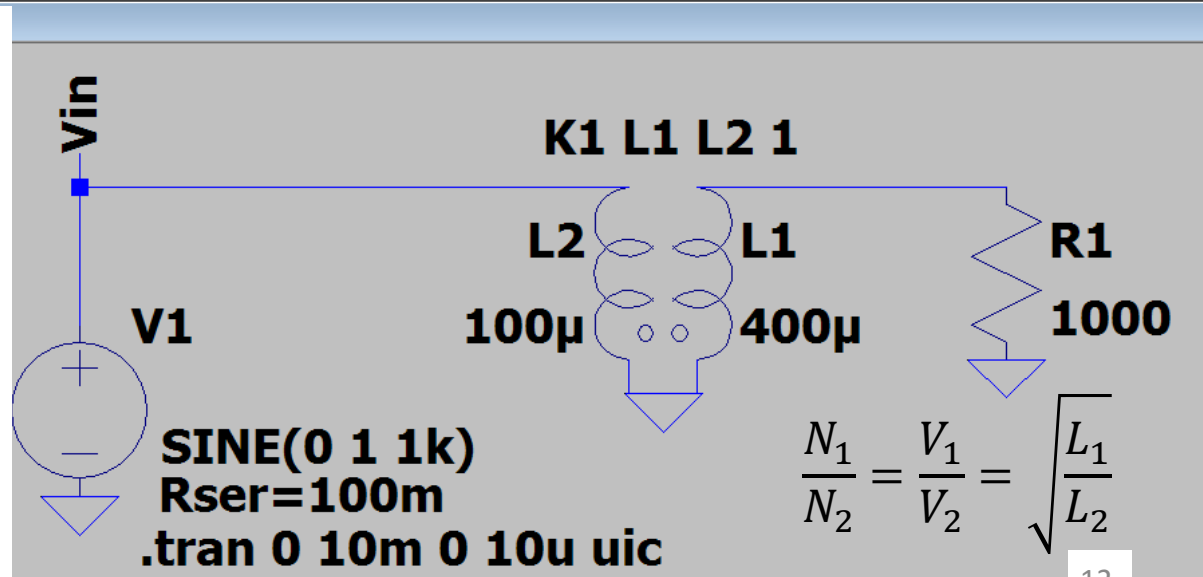 Vin
K1 L1 L2 1
L2
L1
R1
V1
100µ
400µ
1000
SINE(0 1 1k)
Rser=100m
.tran 0 10m 0 10u uic
N₁/N₂ = V₁/V₂ = √(L₁/L₂)